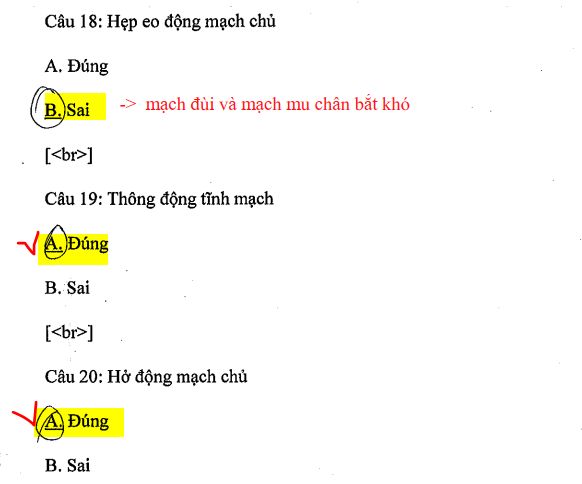 Câu 18: Hẹp eo động mạch chủ
A. Đúng
B. Sai -> mạch đùi và mạch mu chân bắt khó
[<br>]
Câu 19: Thông động tĩnh mạch
A. Đúng
B. Sai
[<br>]
Câu 20: Hở động mạch chủ
A. Đúng
B. Sai